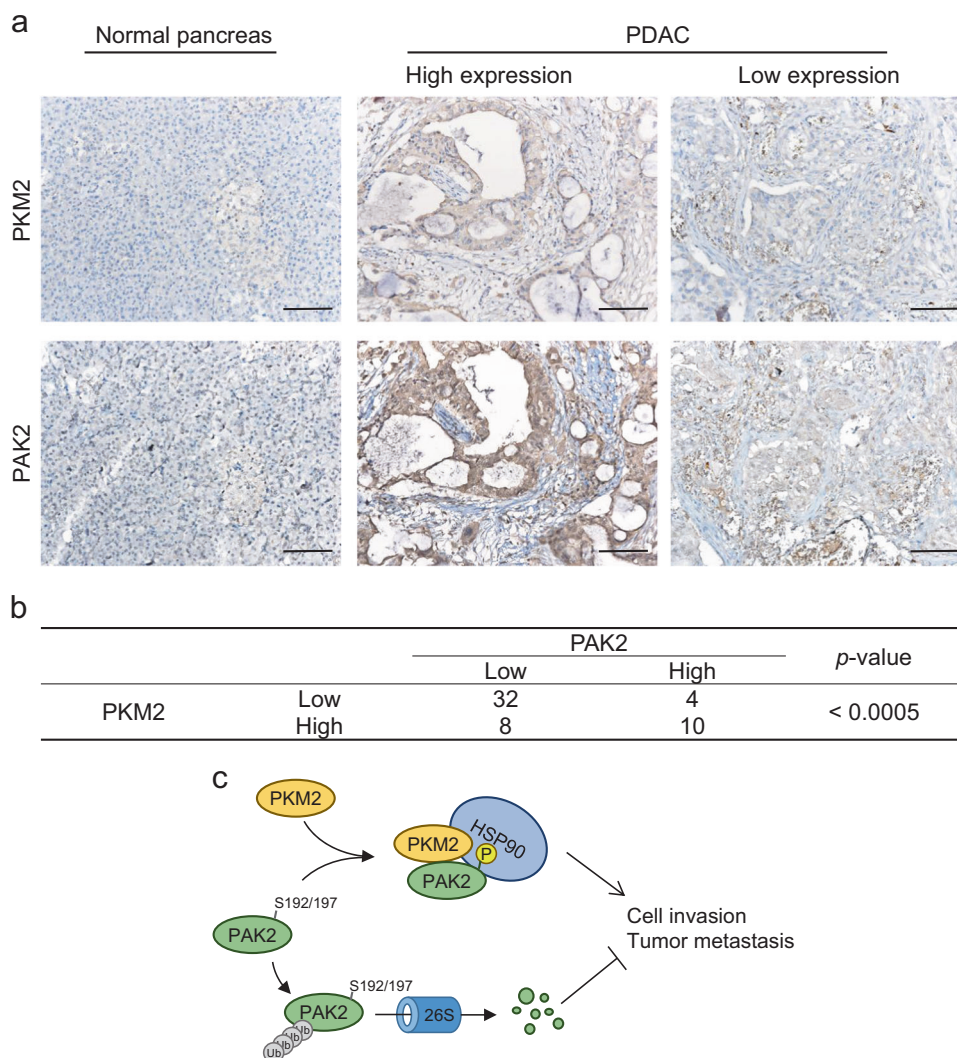 a
Normal pancreas
PDAC
High expression
Low expression
PKM2
PAK2
b
PAK2
p-value
Low
High
PKM2
Low
32
4
< 0.0005
High
8
10
c
PKM2
PKM2
HSP90
P
PAK2
S192/197
PAK2
Cell invasion
Tumor metastasis
S192/197
PAK2
26S
Ub
Ub
Ub
Ub